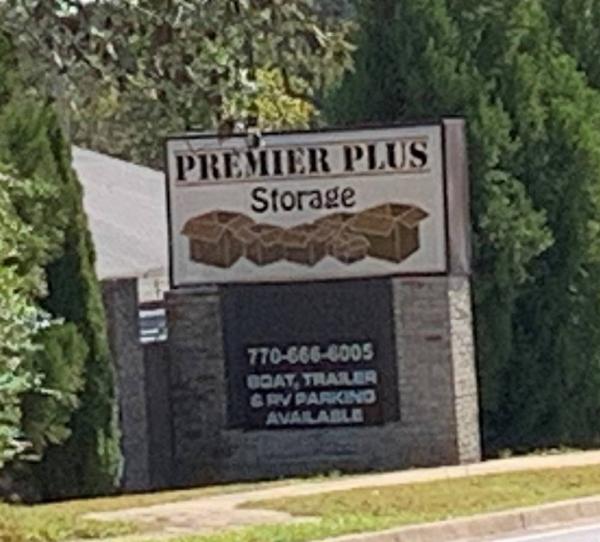 PREMIER PLUS
Storage
770-666-6005
BOAT, TRAILER
& RV PARKING
AVAILABLE